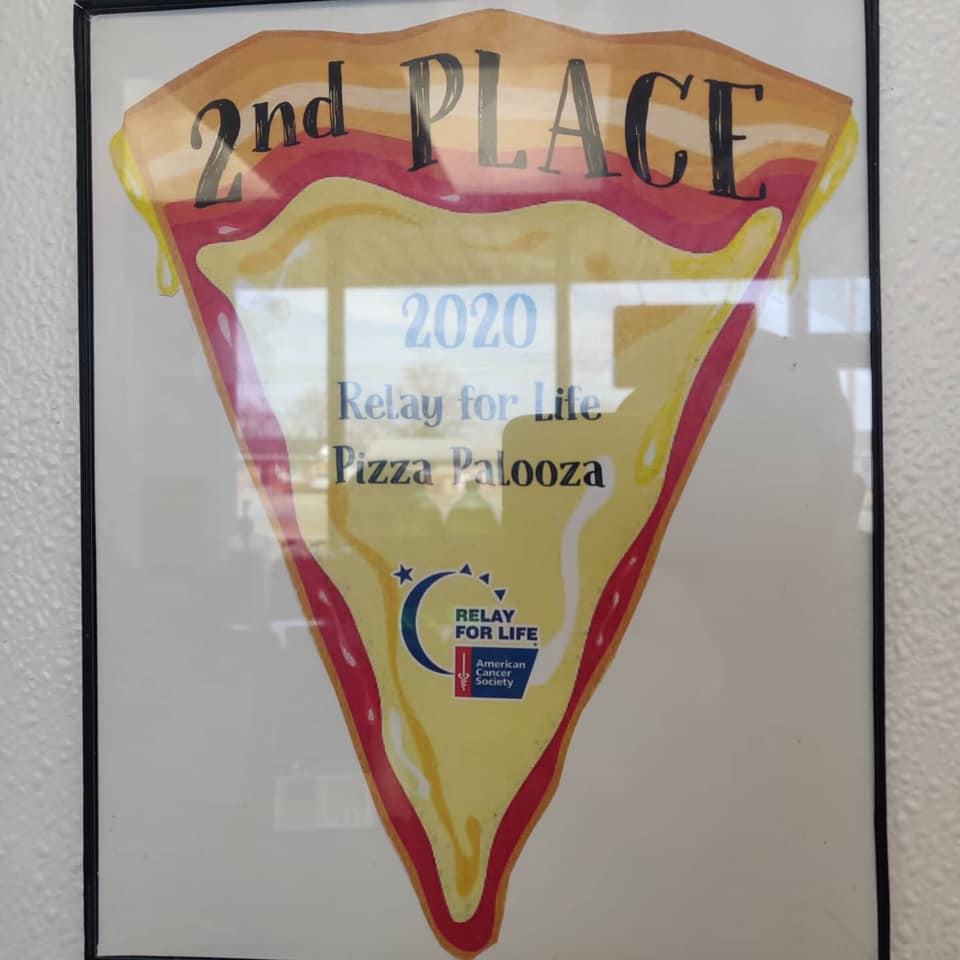 2nd PLACE
2020
Relay for Life
Pizza Palooza
RELAY
FOR LIFE
American
Cancer
Society